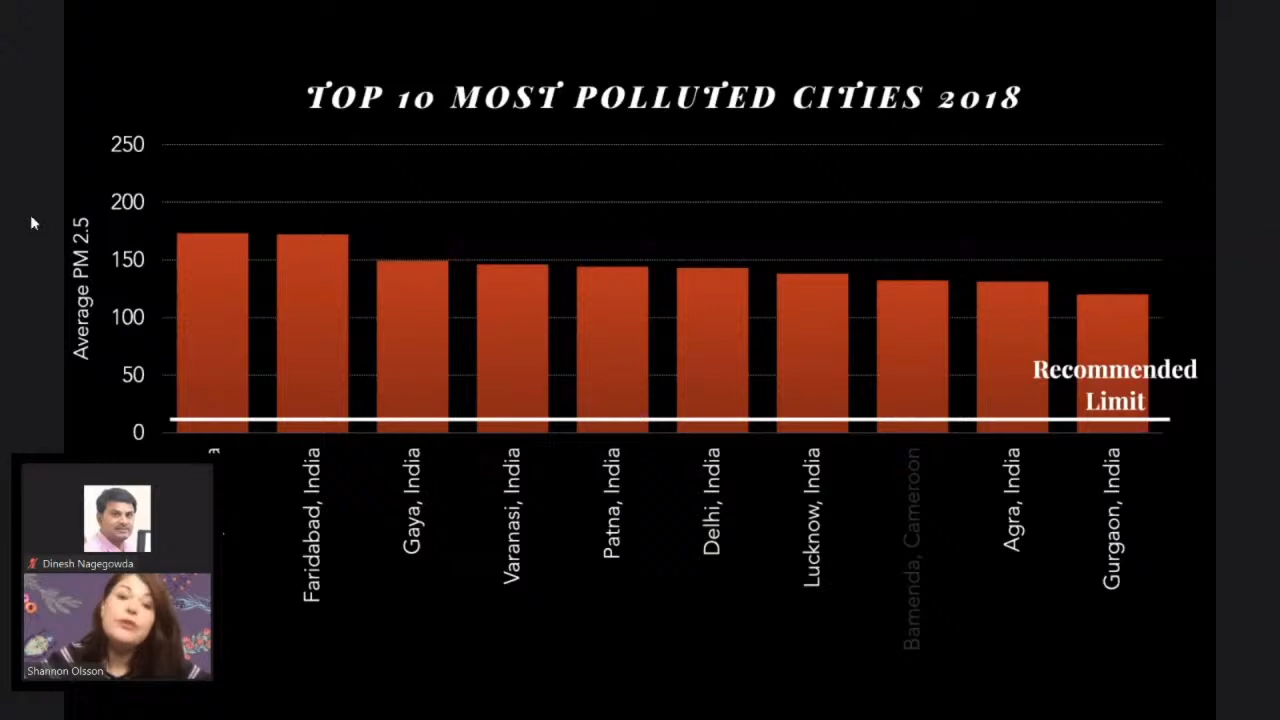 TOP 10 MOST POLLUTED CITIES 2018
Average PM 2.5
250
200
150
100
50
0
Recommended
Limit
Faridabad, India
Gaya, India
Varanasi, India
Patna, India
Delhi, India
Lucknow, India
Bamenda, Cameroon
Agra, India
Gurgaon, India
Dinesh Nagegowda
Shannon Olsson